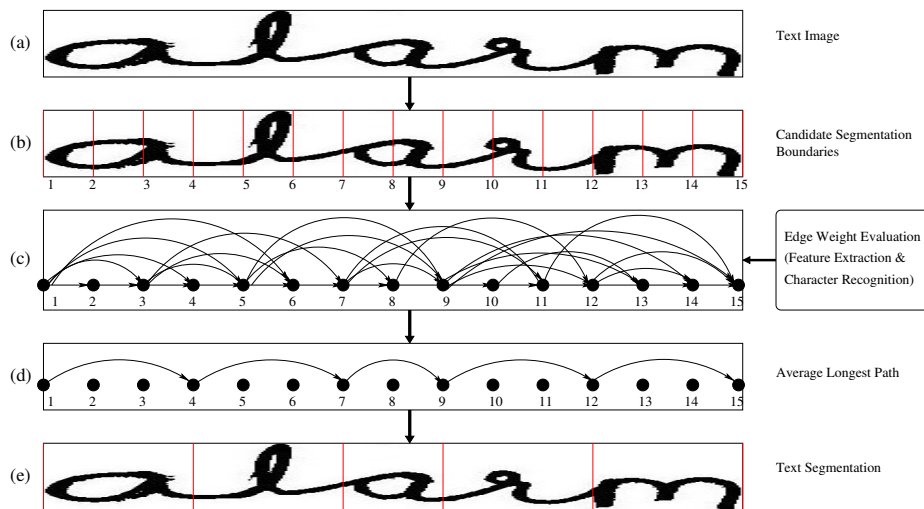 (a) alarm Text Image
(b) alarm Candidate Segmentation
Boundaries
1 2 3 4 5 6 7 8 9 10 11 12 13 14 15
(c) Edge Weight Evaluation
(Feature Extraction &
Character Recognition)
1 2 3 4 5 6 7 8 9 10 11 12 13 14 15
(d) Average Longest Path
1 2 3 4 5 6 7 8 9 10 11 12 13 14 15
(e) alarm Text Segmentation